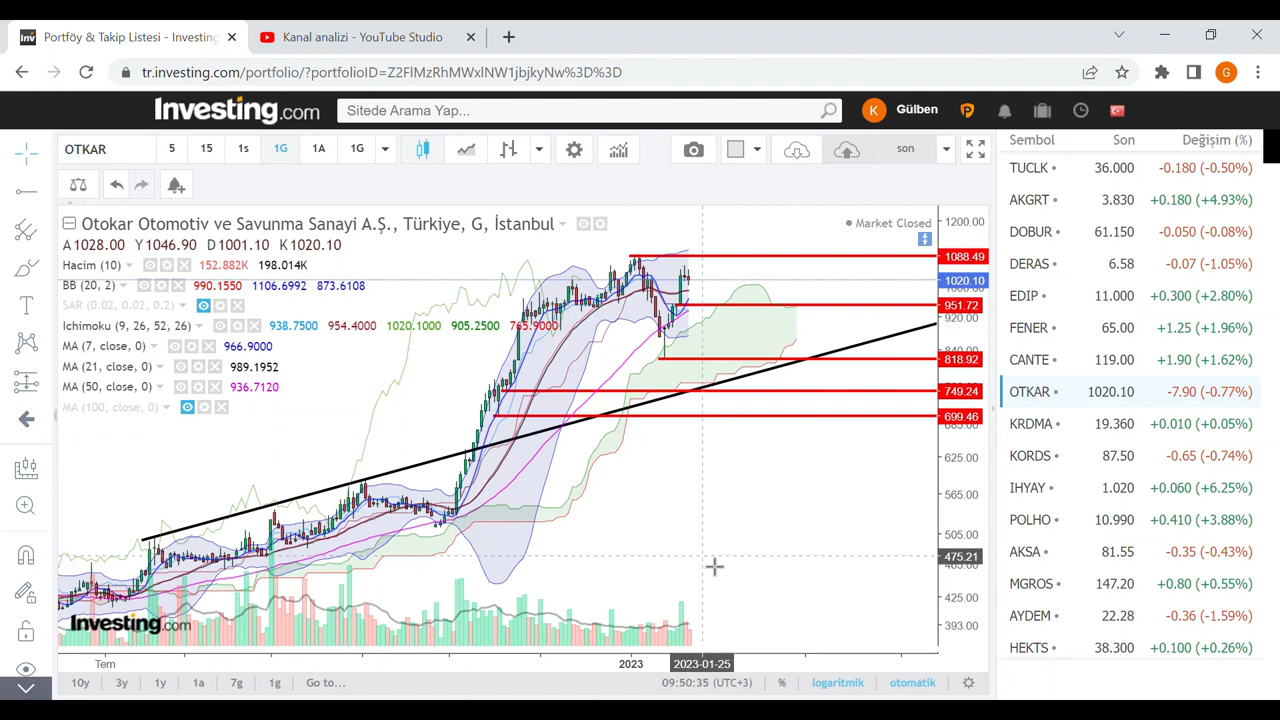 Portföy & Takip Listesi - Investing
Kanal analizi - YouTube Studio
tr.investing.com/portfolio/?portfolioID=Z2FlMzRhMWxlNW1jbjkyNw%3D%3D
G
Investing.com
Sitede Arama Yap...
K
Gülben
OTKAR
5
15
1s
1G
1A
1G
son
Otokar Otomotiv ve Savunma Sanayi A.Ş., Türkiye, G, İstanbul
Market Closed
A1028.00 Y1046.90 D1001.10 K1020.10
Hacim (10) 152.882K 198.014K
BB (20, 2) 990.1550 1106.6992 873.6108
SAR (0.02, 0.02, 0.2)
Ichimoku (9, 26, 52, 26) 938.7500 954.4000 1020.1000 905.2500 765.9000
MA (7, close, 0) 966.9000
MA (21, close, 0) 989.1952
MA (50, close, 0) 936.7120
MA (100, close, 0)
1200.00
1088.49
1020.10
951.72
920.00
840.00
818.92
749.24
699.46
625.00
565.00
505.00
475.21
425.00
393.00
Investing.com
Tem
2023
2023-01-25
10y
3y
1y
1a
7g
1g
Go to...
09:50:35 (UTC+3)
%
logaritmik
otomatik
Sembol Son Değişim (%)
TUCLK 36.000 -0.180 (-0.50%)
AKGRT 3.830 +0.180 (+4.93%)
DOBUR 61.150 -0.050 (-0.08%)
DERAS 6.58 -0.07 (-1.05%)
EDIP 11.000 +0.300 (+2.80%)
FENER 65.00 +1.25 (+1.96%)
CANTE 119.00 +1.90 (+1.62%)
OTKAR 1020.10 -7.90 (-0.77%)
KRDMA 19.360 +0.010 (+0.05%)
KORDS 87.50 -0.65 (-0.74%)
IHYAY 1.020 +0.060 (+6.25%)
POLHO 10.990 +0.410 (+3.88%)
AKSA 81.55 -0.35 (-0.43%)
MGROS 147.20 +0.80 (+0.55%)
AYDEM 22.28 -0.36 (-1.59%)
HEKTS 38.300 +0.100 (+0.26%)